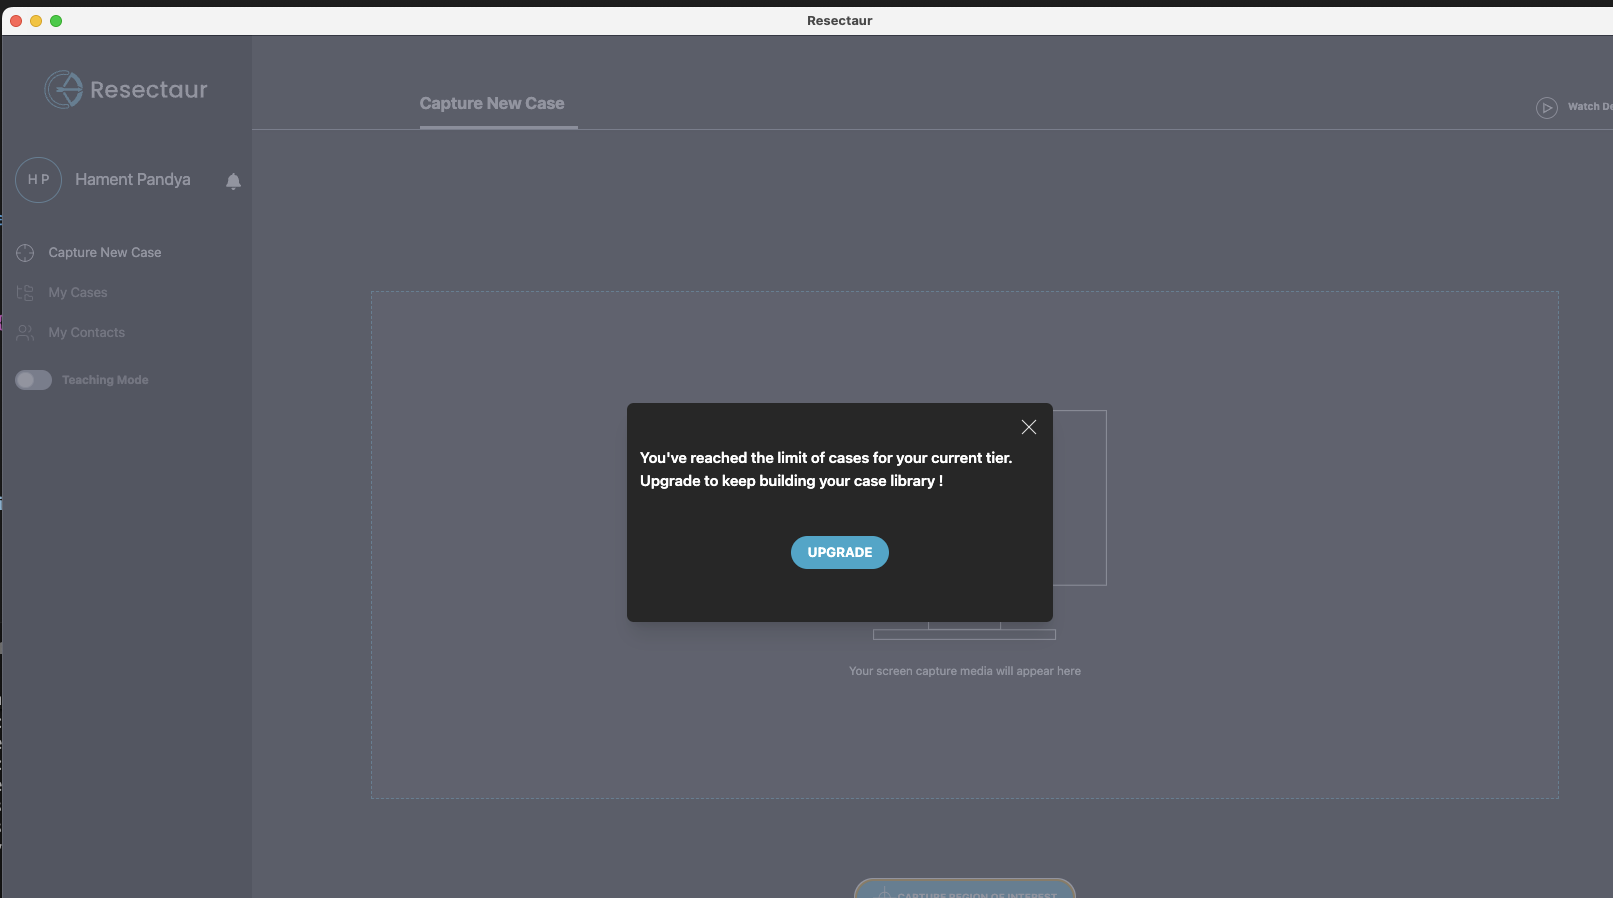 Resectaur
Resectaur
Capture New Case
Watch De
H P
Hament Pandya
Capture New Case
My Cases
My Contacts
Teaching Mode
You've reached the limit of cases for your current tier.
Upgrade to keep building your case library !
UPGRADE
Your screen capture media will appear here
CAPTURE REGION OF INTEREST